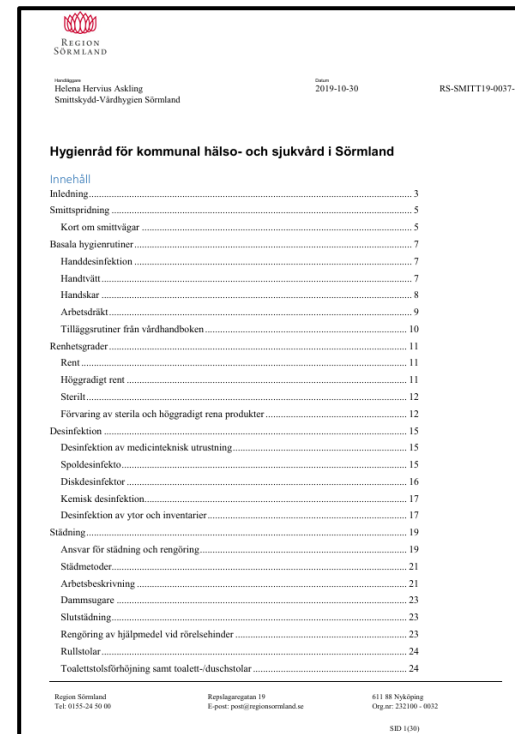 REGION
SÖRMLAND
Handläggare
Helena Hervius Askling
Smittskydd-Vårdhygien Sörmland
Datum
2019-10-30
RS-SMITT19-0037-
Hygienråd för kommunal hälso- och sjukvård i Sörmland
Innehåll
Inledning 3
Smittspridning 5
Kort om smittvägar 5
Basala hygienrutiner 7
Handdesinfektion 7
Handtvätt 7
Handskar 8
Arbetsdräkt 9
Tilläggsrutiner från vårdhandboken 10
Renhetsgrader 11
Rent 11
Höggradigt rent 11
Sterilt 12
Förvaring av sterila och höggradigt rena produkter 12
Desinfektion 15
Desinfektion av medicinteknisk utrustning 15
Spoldesinfekto 15
Diskdesinfektor 16
Kemisk desinfektion 17
Desinfektion av ytor och inventarier 17
Städning 19
Ansvar för städning och rengöring 19
Städmetoder 21
Arbetsbeskrivning 21
Dammsugare 23
Slutstädning 23
Rengöring av hjälpmedel vid rörelsehinder 23
Rullstolar 24
Toalettstolsförhöjning samt toalett-/duschstolar 24
Region Sörmland
Tel: 0155-24 50 00
Repslagaregatan 19
E-post: post@regionsormland.se
611 88 Nyköping
Org.nr: 232100 - 0032
SID 1(30)